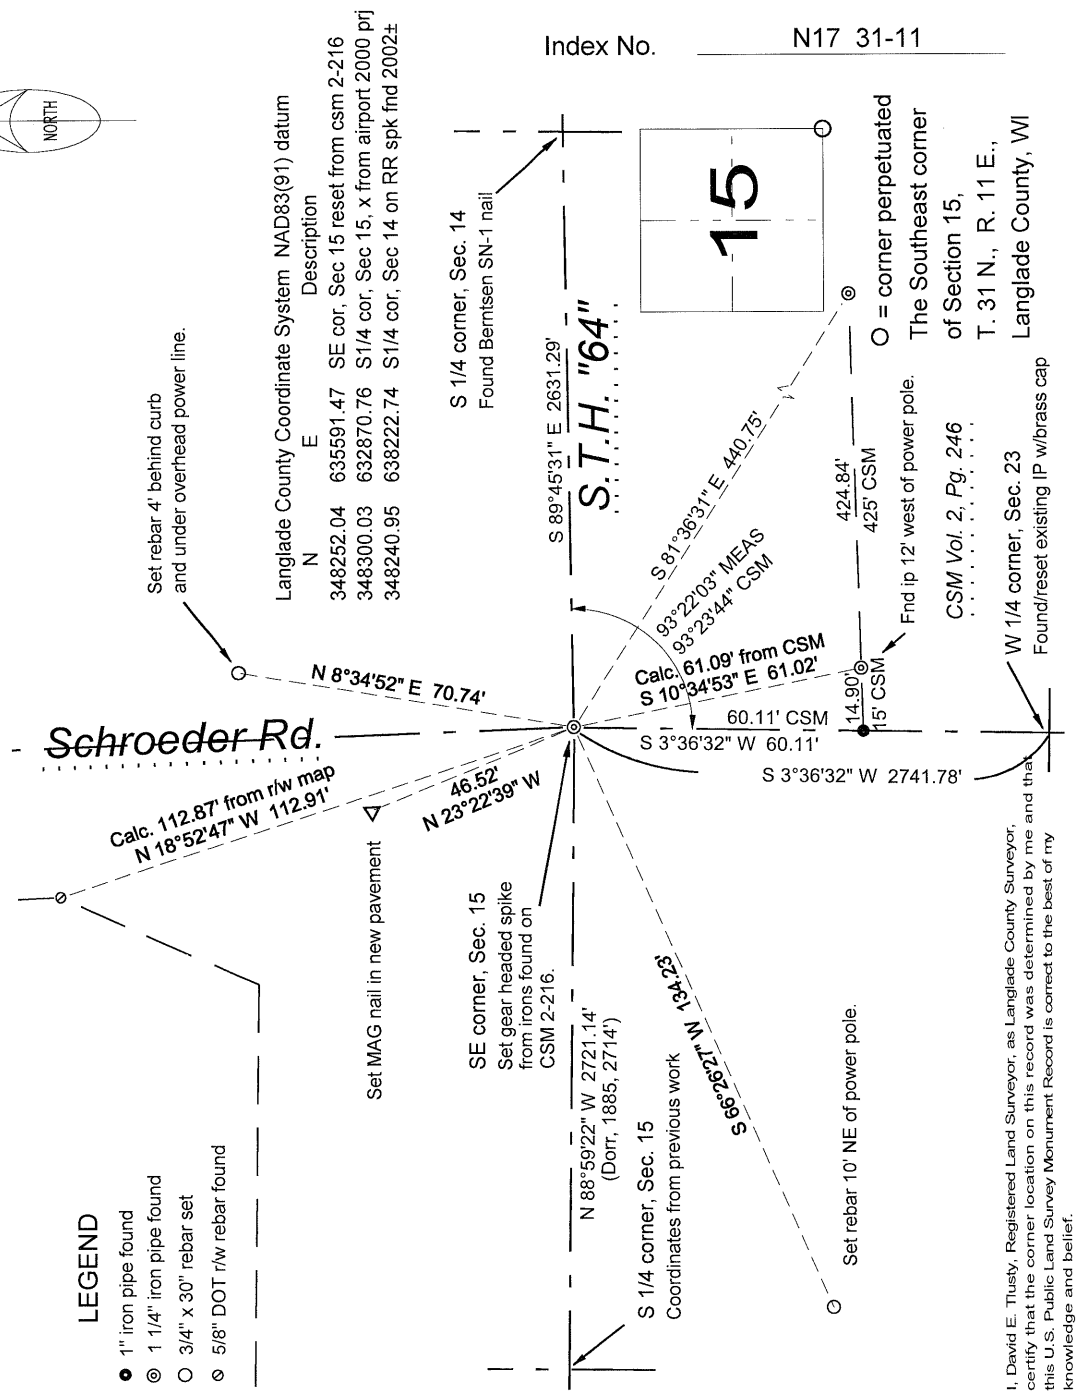 Index No. N17 31-11
NORTH
Langlade County Coordinate System NAD83(91) datum
N E Description
348252.04 635591.47 SE cor, Sec 15 reset from csm 2-216
348300.03 632870.76 S1/4 cor, Sec 15, x from airport 2000 prj
348240.95 638222.74 S1/4 cor, Sec 14 on RR spk fnd 2002±
Set rebar 4' behind curb
and under overhead power line.
S 1/4 corner, Sec. 14
Found Berntsen SN-1 nail
15
O = corner perpetuated
The Southeast corner
of Section 15,
T. 31 N., R. 11 E.,
Langlade County, WI
S 89°45'31" E 2631.29'
S.T.H. "64"
S 81°36'31" E 440.75'
93°22'03" MEAS
93°23'44" CSM
424.84'
425' CSM
Fnd ip 12' west of power pole.
CSM Vol. 2, Pg. 246
W 1/4 corner, Sec. 23
Found/reset existing IP w/brass cap
N 8°34'52" E 70.74'
Calc. 61.09' from CSM
S 10°34'53" E 61.02'
14.90'
15' CSM
60.11' CSM
S 3°36'32" W 60.11'
S 3°36'32" W 2741.78'
Schroeder Rd.
Calc. 112.87' from r/w map
N 18°52'47" W 112.91'
46.52'
N 23°22'39" W
Set MAG nail in new pavement
SE corner, Sec. 15
Set gear headed spike
from irons found on
CSM 2-216.
N 88°59'22" W 2721.14'
(Dorr, 1885, 2714')
S 66°26'27" W 134.23'
S 1/4 corner, Sec. 15
Coordinates from previous work
Set rebar 10' NE of power pole.
LEGEND
1" iron pipe found
1 1/4" iron pipe found
3/4" x 30" rebar set
5/8" DOT r/w rebar found
I, David E. Tlusty, Registered Land Surveyor, as Langlade County Surveyor,
certify that the corner location on this record was determined by me and that
this U.S. Public Land Survey Monument Record is correct to the best of my
knowledge and belief.